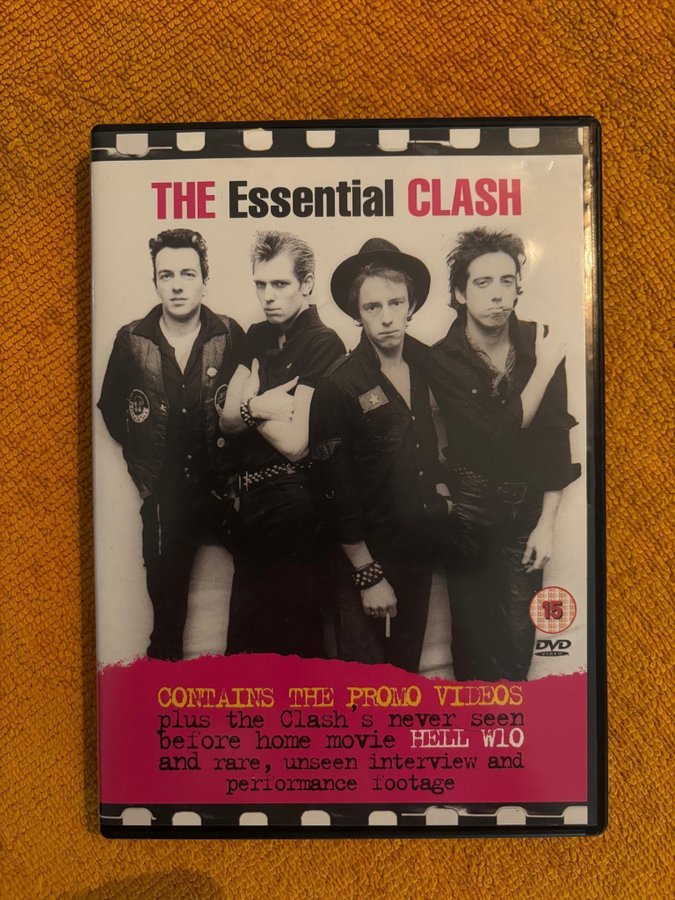 THE Essential CLASH
15
DVD
VIDEO
CONTAINS THE PROMO VIDEOS
plus the Clash's never seen
before home movie HELL W10
and rare, unseen interview and
performance footage